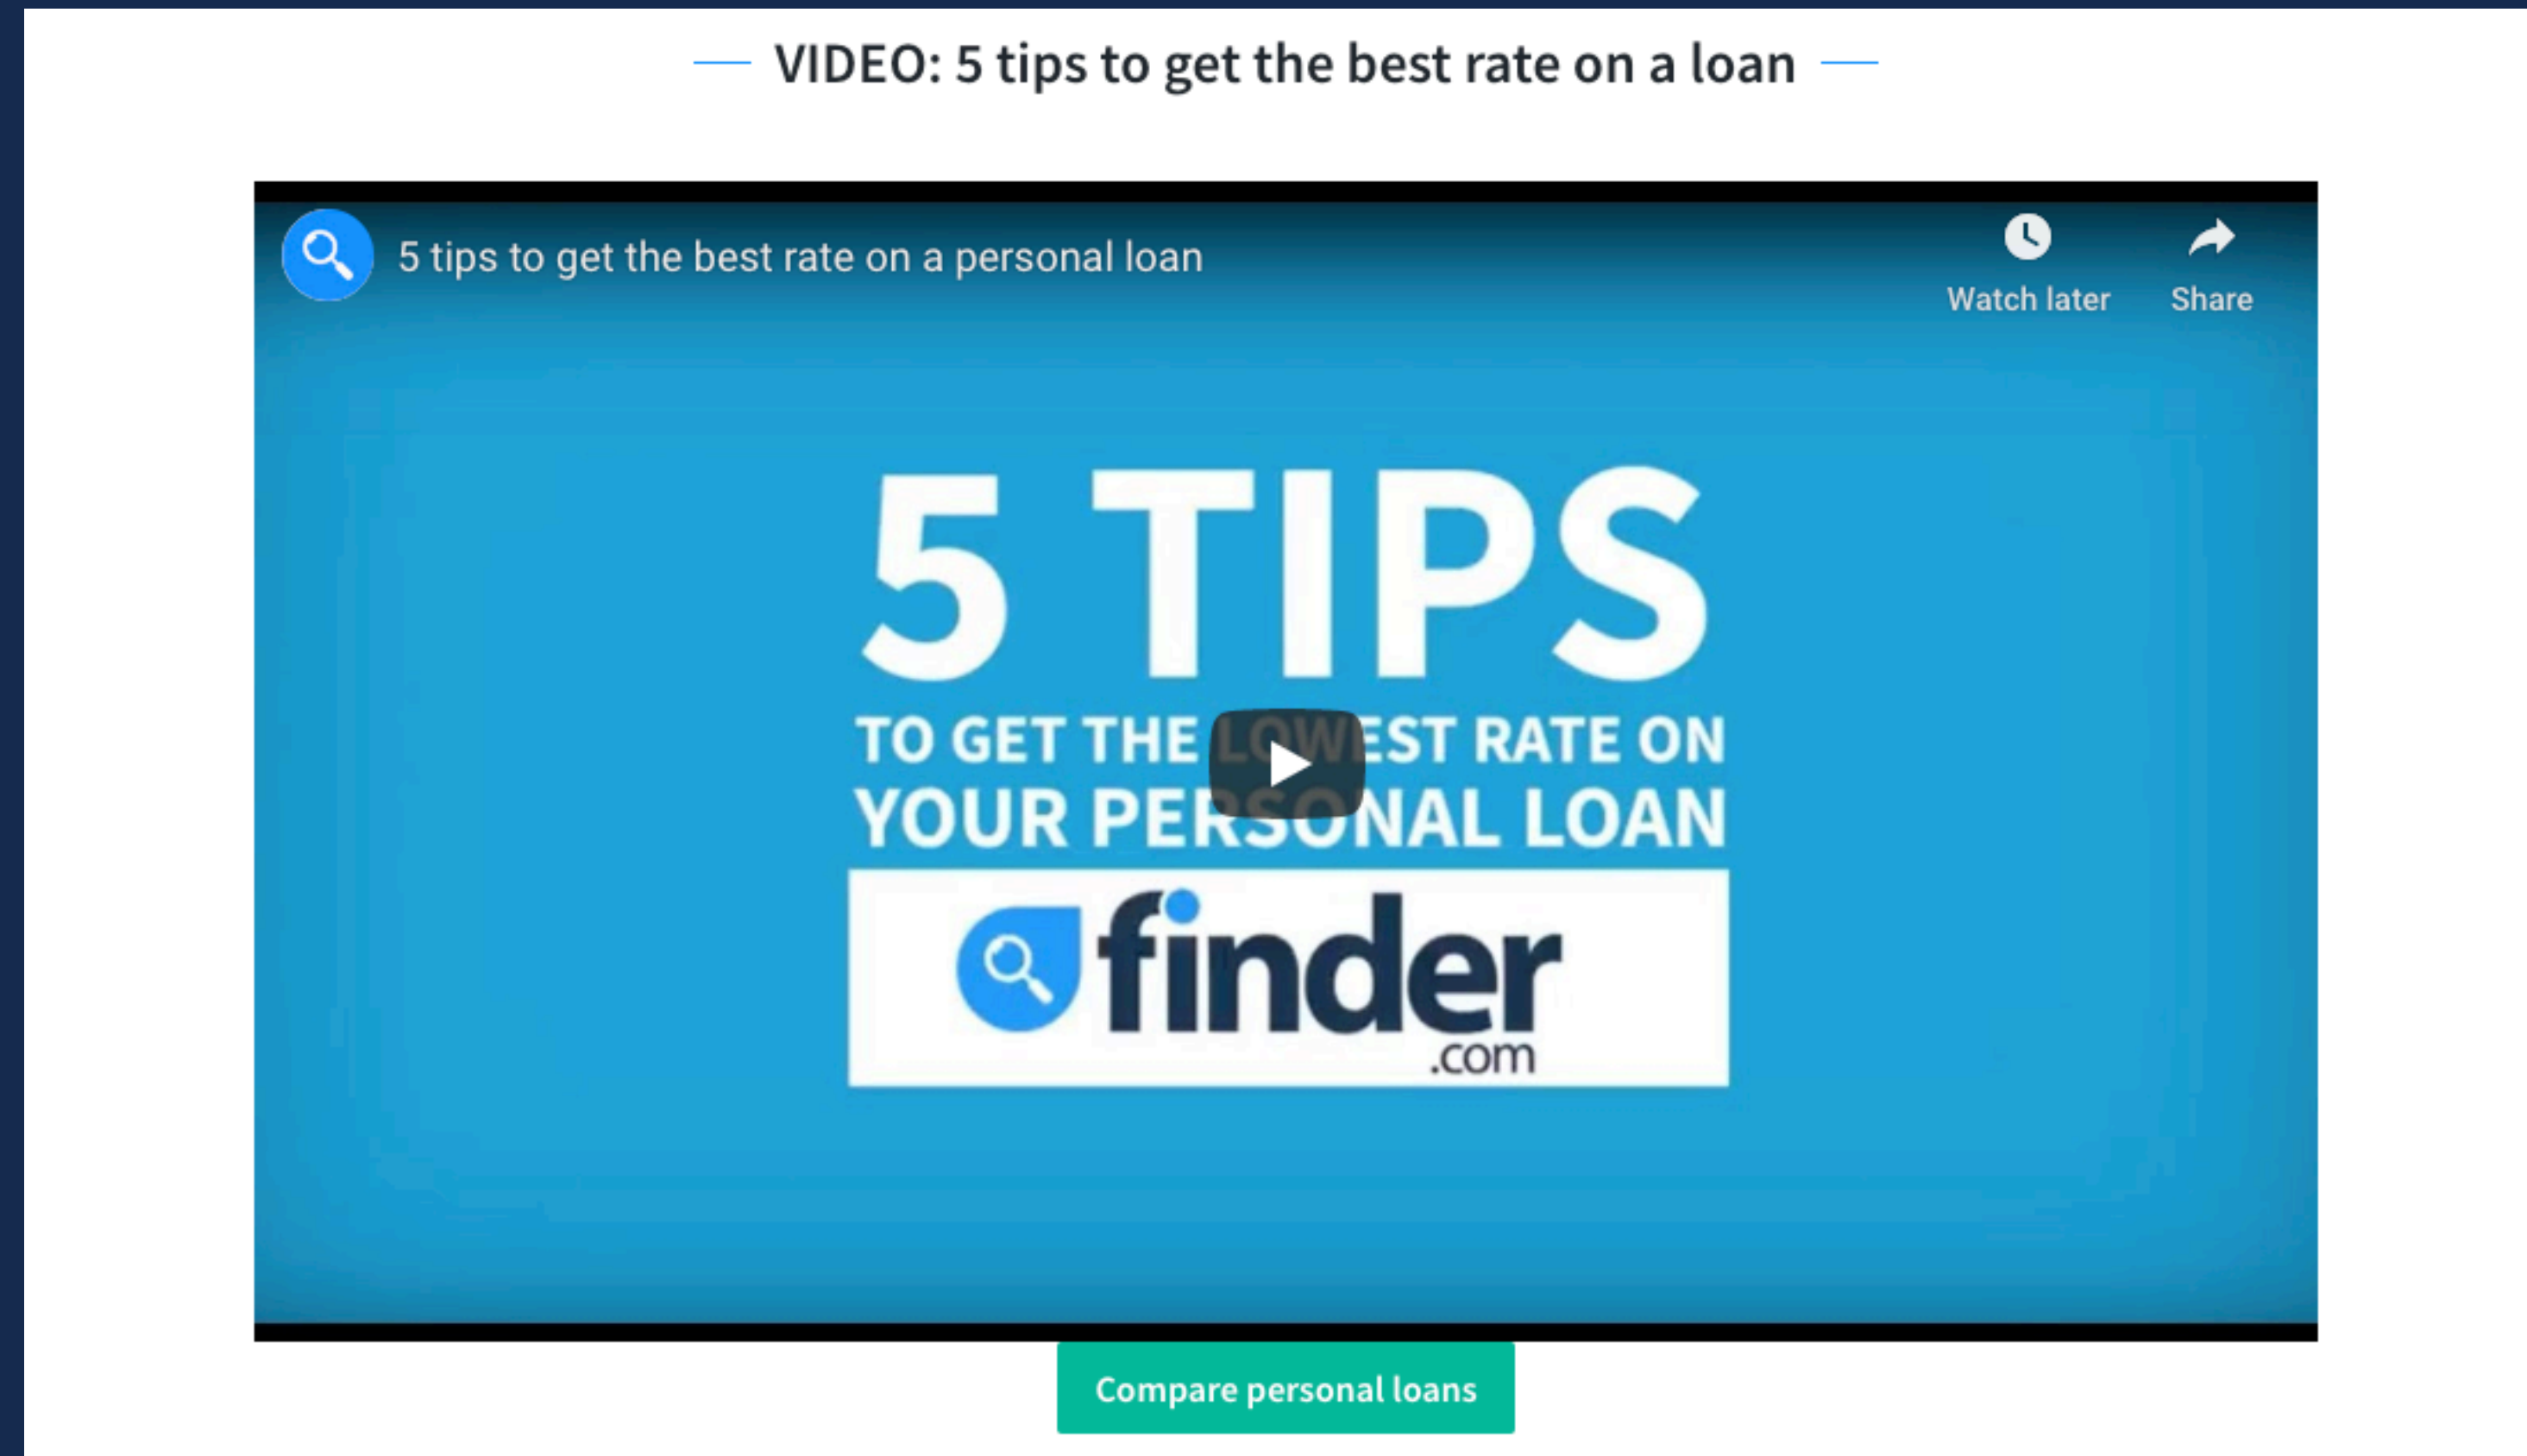 VIDEO: 5 tips to get the best rate on a loan
5 tips to get the best rate on a personal loan
Watch later
Share
5 TIPS
TO GET THE LOWEST RATE ON
YOUR PERSONAL LOAN
finder
.com
Compare personal loans